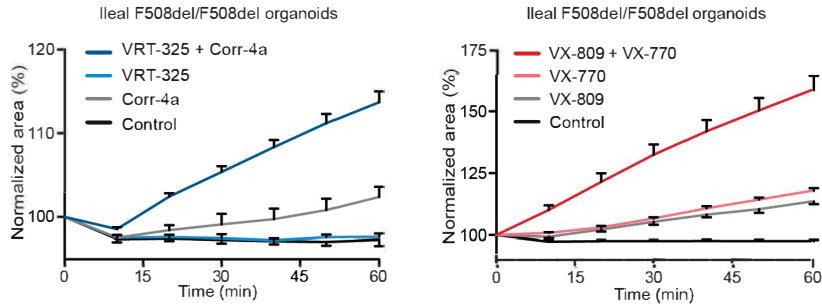 Ileal F508del/F508del organoids
120
110
100
Normalized area (%)
VRT-325 + Corr-4a
VRT-325
Corr-4a
Control
0 15 30 45 60
Time (min)
Ileal F508del/F508del organoids
175
150
125
100
Normalized area (%)
VX-809 + VX-770
VX-770
VX-809
Control
0 15 30 45 60
Time (min)